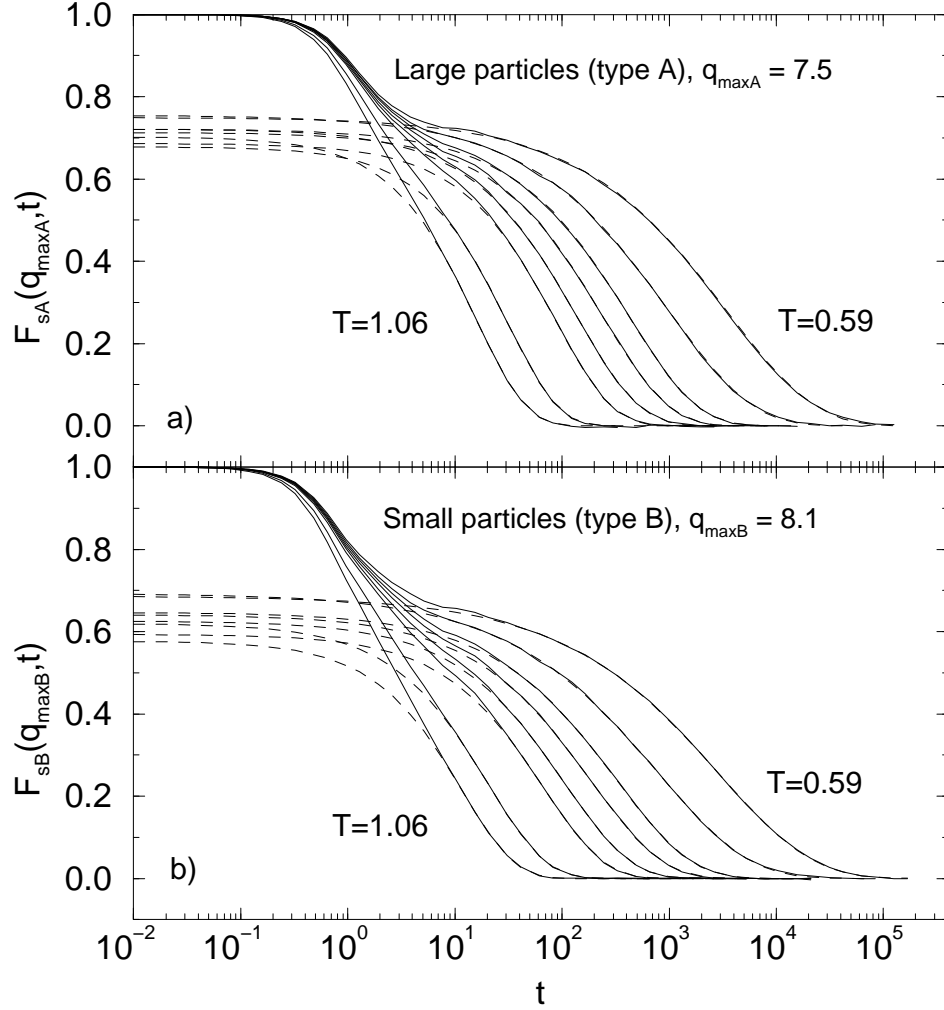 1.0
0.8
0.6
0.4
0.2
0.0
F_sA(q_maxA,t)
Large particles (type A), q_maxA = 7.5
T=1.06
T=0.59
a)
1.0
0.8
0.6
0.4
0.2
0.0
F_sB(q_maxB,t)
Small particles (type B), q_maxB = 8.1
T=0.59
T=1.06
b)
10^−2 10^−1 10^0 10^1 10^2 10^3 10^4 10^5
t